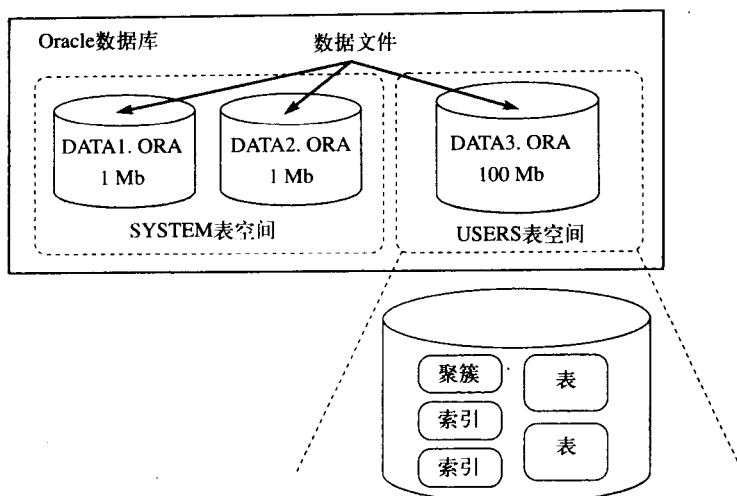 Oracle数据库
数据文件
DATA1. ORA
1 Mb
DATA2. ORA
1 Mb
DATA3. ORA
100 Mb
SYSTEM表空间
USERS表空间
聚簇
表
索引
表
索引